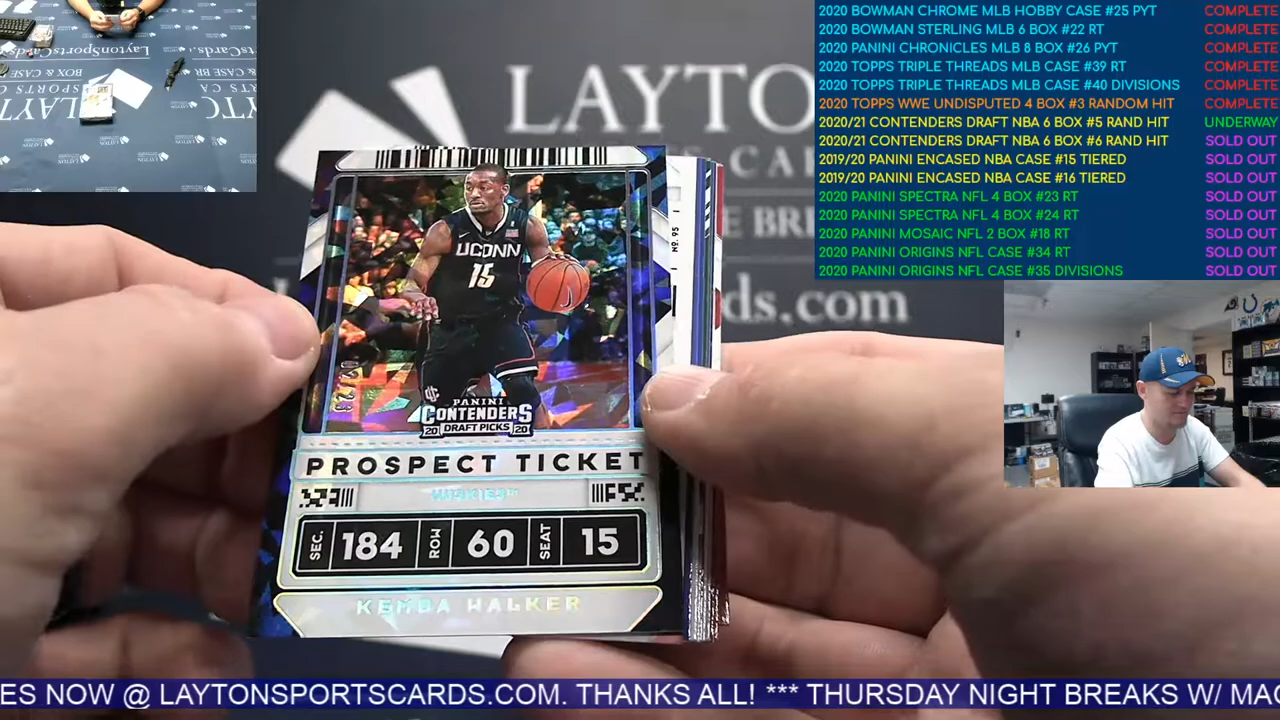 2020 BOWMAN CHROME MLB HOBBY CASE #25 PYT COMPLETE
2020 BOWMAN STERLING MLB 6 BOX #22 RT COMPLETE
2020 PANINI CHRONICLES MLB 8 BOX #26 PYT COMPLETE
2020 TOPPS TRIPLE THREADS MLB CASE #39 RT COMPLETE
2020 TOPPS TRIPLE THREADS MLB CASE #40 DIVISIONS COMPLETE
2020 TOPPS WWE UNDISPUTED 4 BOX #3 RANDOM HIT COMPLETE
2020/21 CONTENDERS DRAFT NBA 6 BOX #5 RAND HIT UNDERWAY
2020/21 CONTENDERS DRAFT NBA 6 BOX #6 RAND HIT SOLD OUT
2019/20 PANINI ENCASED NBA CASE #15 TIERED SOLD OUT
2019/20 PANINI ENCASED NBA CASE #16 TIERED SOLD OUT
2020 PANINI SPECTRA NFL 4 BOX #23 RT SOLD OUT
2020 PANINI SPECTRA NFL 4 BOX #24 RT SOLD OUT
2020 PANINI MOSAIC NFL 2 BOX #18 RT SOLD OUT
2020 PANINI ORIGINS NFL CASE #34 RT SOLD OUT
2020 PANINI ORIGINS NFL CASE #35 DIVISIONS SOLD OUT
LaytonSportsCards
LAYTON
ds.com
No. 95
UCONN
15
PANINI
CONTENDERS
20 DRAFT PICKS 20
PROSPECT TICKET
HUSKIES
SEC. 184 ROW 60 SEAT 15
KEMBA WALKER
ES NOW @ LAYTONSPORTSCARDS.COM. THANKS ALL! *** THURSDAY NIGHT BREAKS W/ MAC